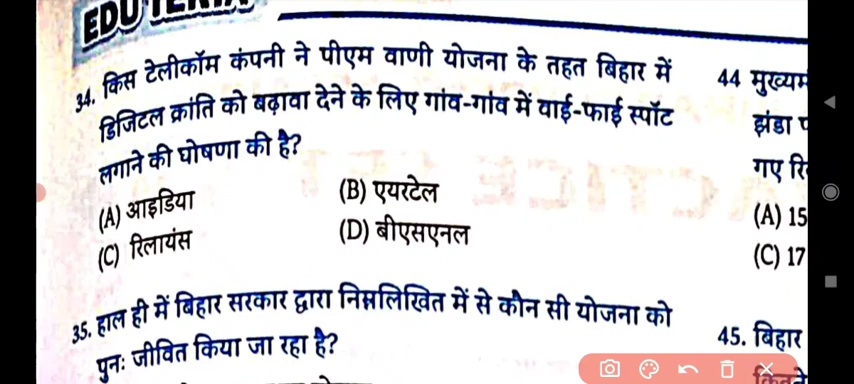 EDU TERIA
34. किस टेलीकॉम कंपनी ने पीएम वाणी योजना के तहत बिहार में
डिजिटल क्रांति को बढ़ावा देने के लिए गांव-गांव में वाई-फाई स्पॉट
लगाने की घोषणा की है?
(A) आइडिया (B) एयरटेल
(C) रिलायंस (D) बीएसएनल
35. हाल ही में बिहार सरकार द्वारा निम्नलिखित में से कौन सी योजना को
पुनः जीवित किया जा रहा है?
44
झंडा
गए
(A) 15
(C) 17
45. बिहार